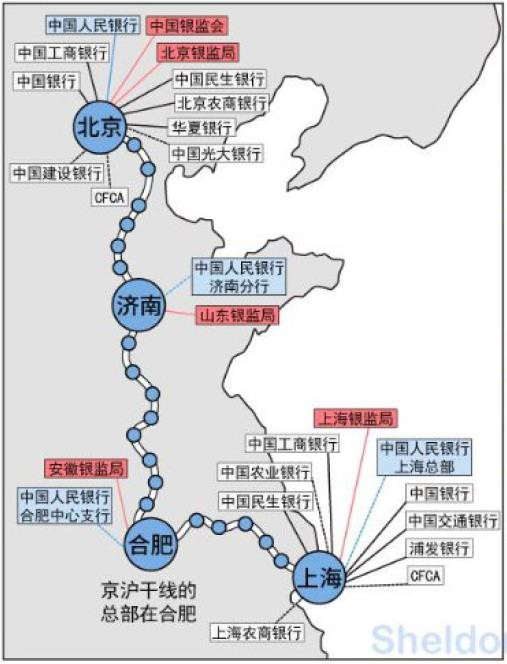 中国人民银行
中国银监会
中国工商银行
北京银监局
中国银行
中国民生银行
北京农商银行
北京
华夏银行
中国光大银行
中国建设银行
CFCA
中国人民银行
济南分行
济南
山东银监局
上海银监局
中国工商银行
中国人民银行
上海总部
安徽银监局
中国农业银行
中国人民银行
合肥中心支行
中国民生银行
中国银行
中国交通银行
合肥
浦发银行
上海
CFCA
京沪干线的
总部在合肥
上海农商银行